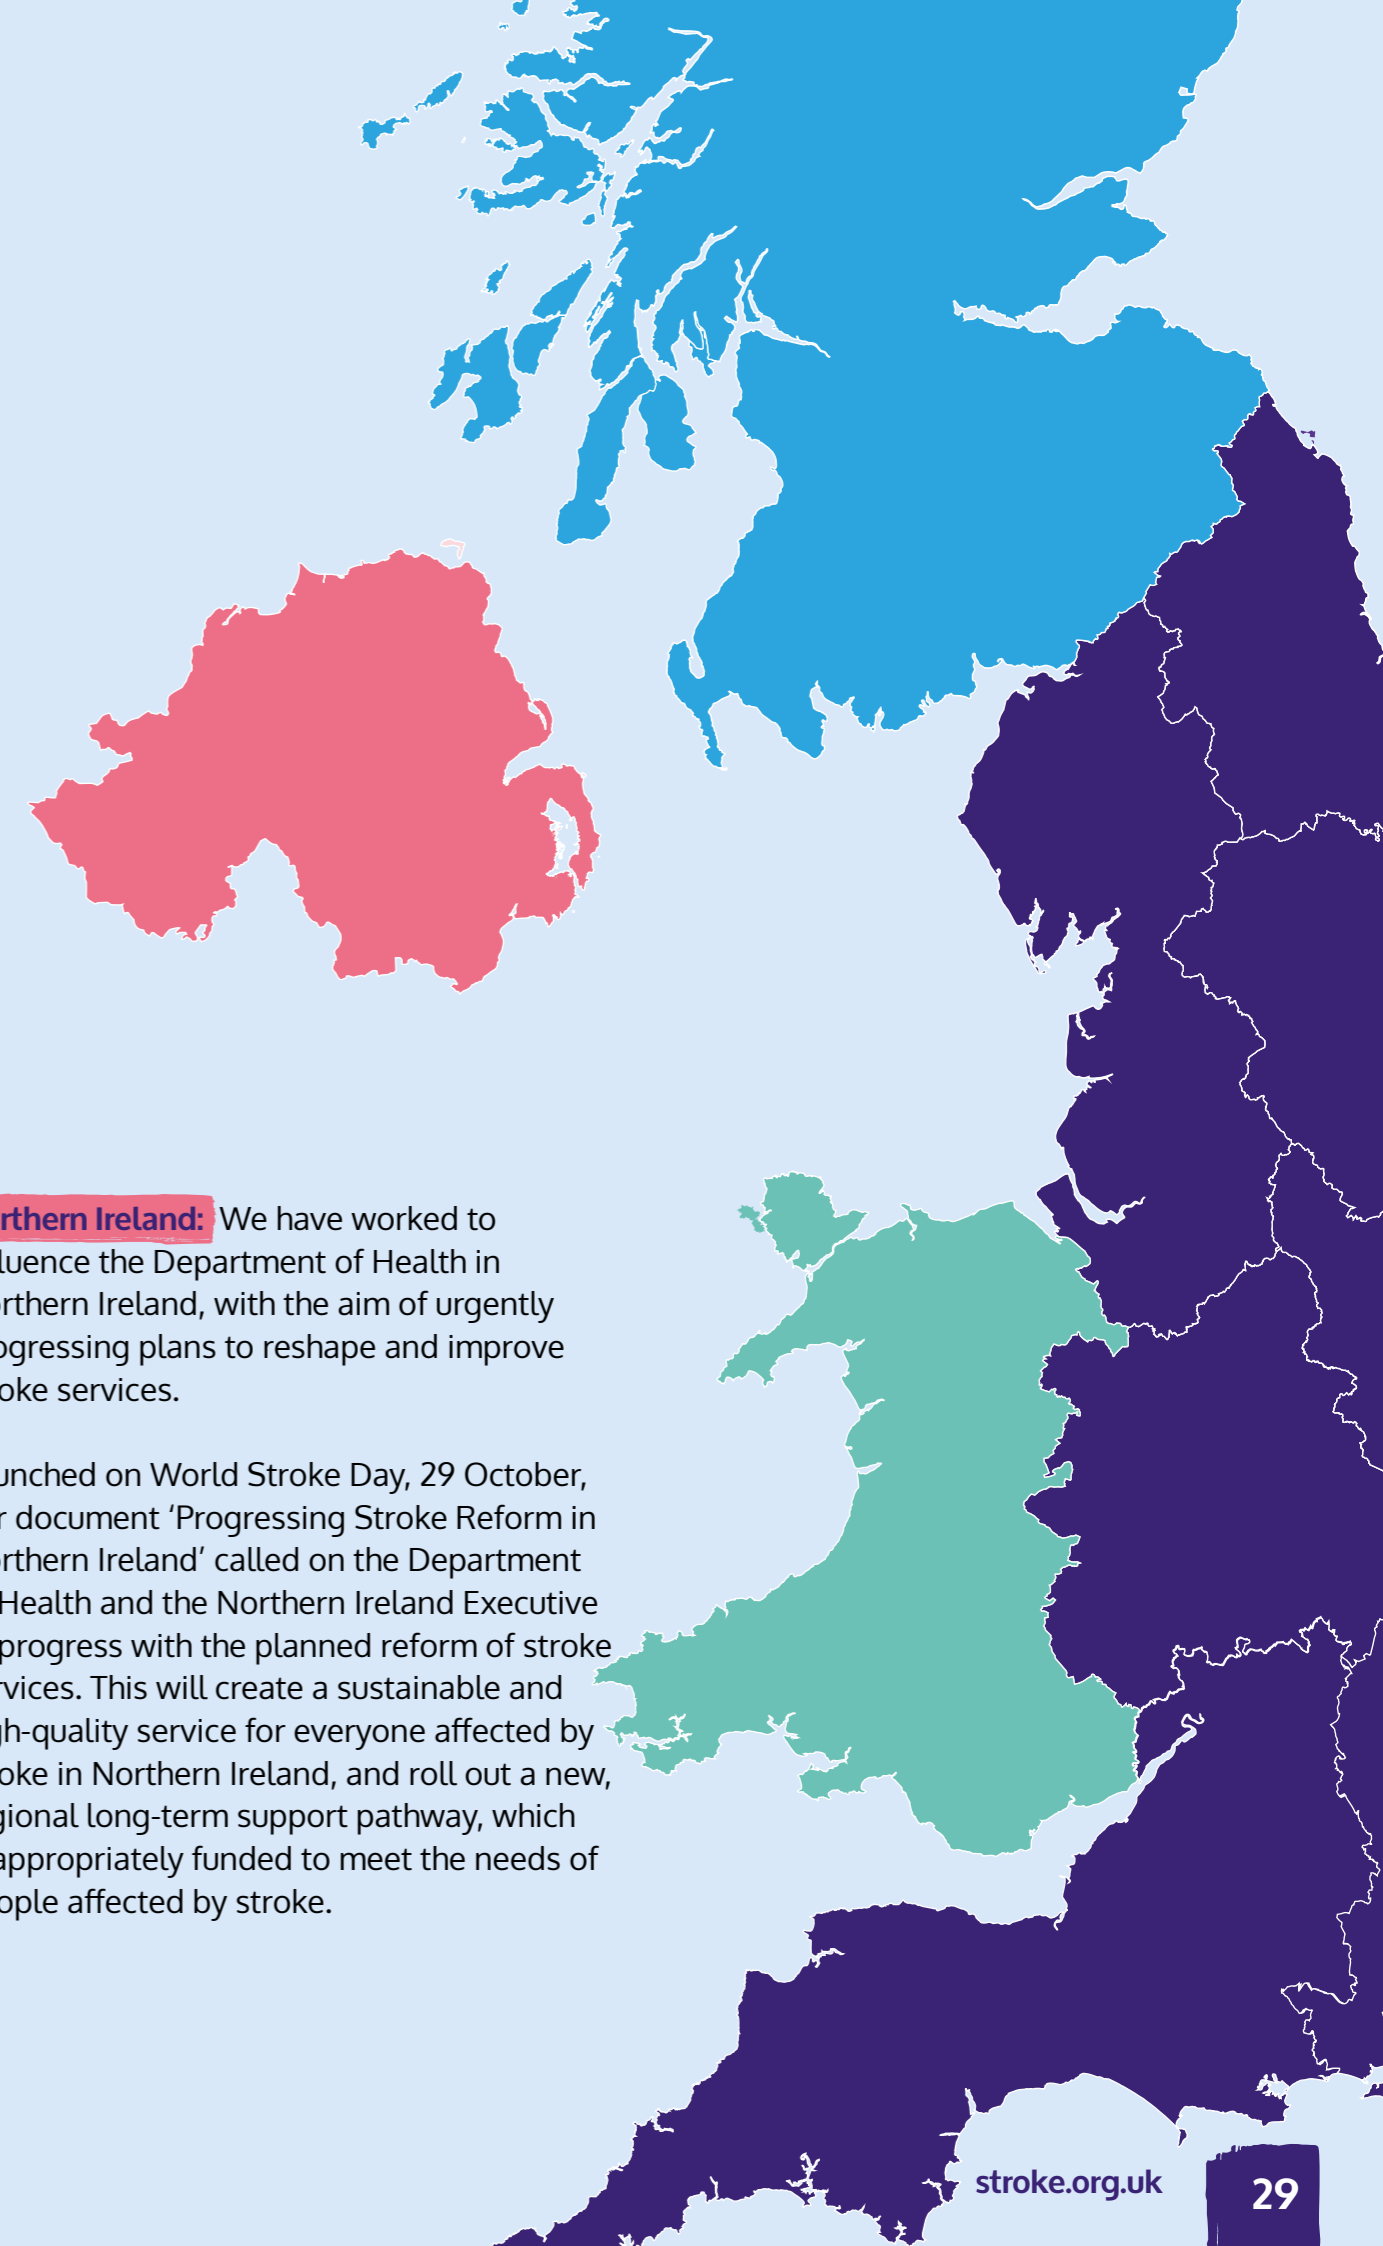 rthern Ireland: We have worked to
luence the Department of Health in
rthern Ireland, with the aim of urgently
ogressing plans to reshape and improve
oke services.
unched on World Stroke Day, 29 October,
r document ‘Progressing Stroke Reform in
rthern Ireland’ called on the Department
Health and the Northern Ireland Executive
progress with the planned reform of stroke
rvices. This will create a sustainable and
gh-quality service for everyone affected by
oke in Northern Ireland, and roll out a new,
gional long-term support pathway, which
appropriately funded to meet the needs of
ople affected by stroke.
stroke.org.uk
29